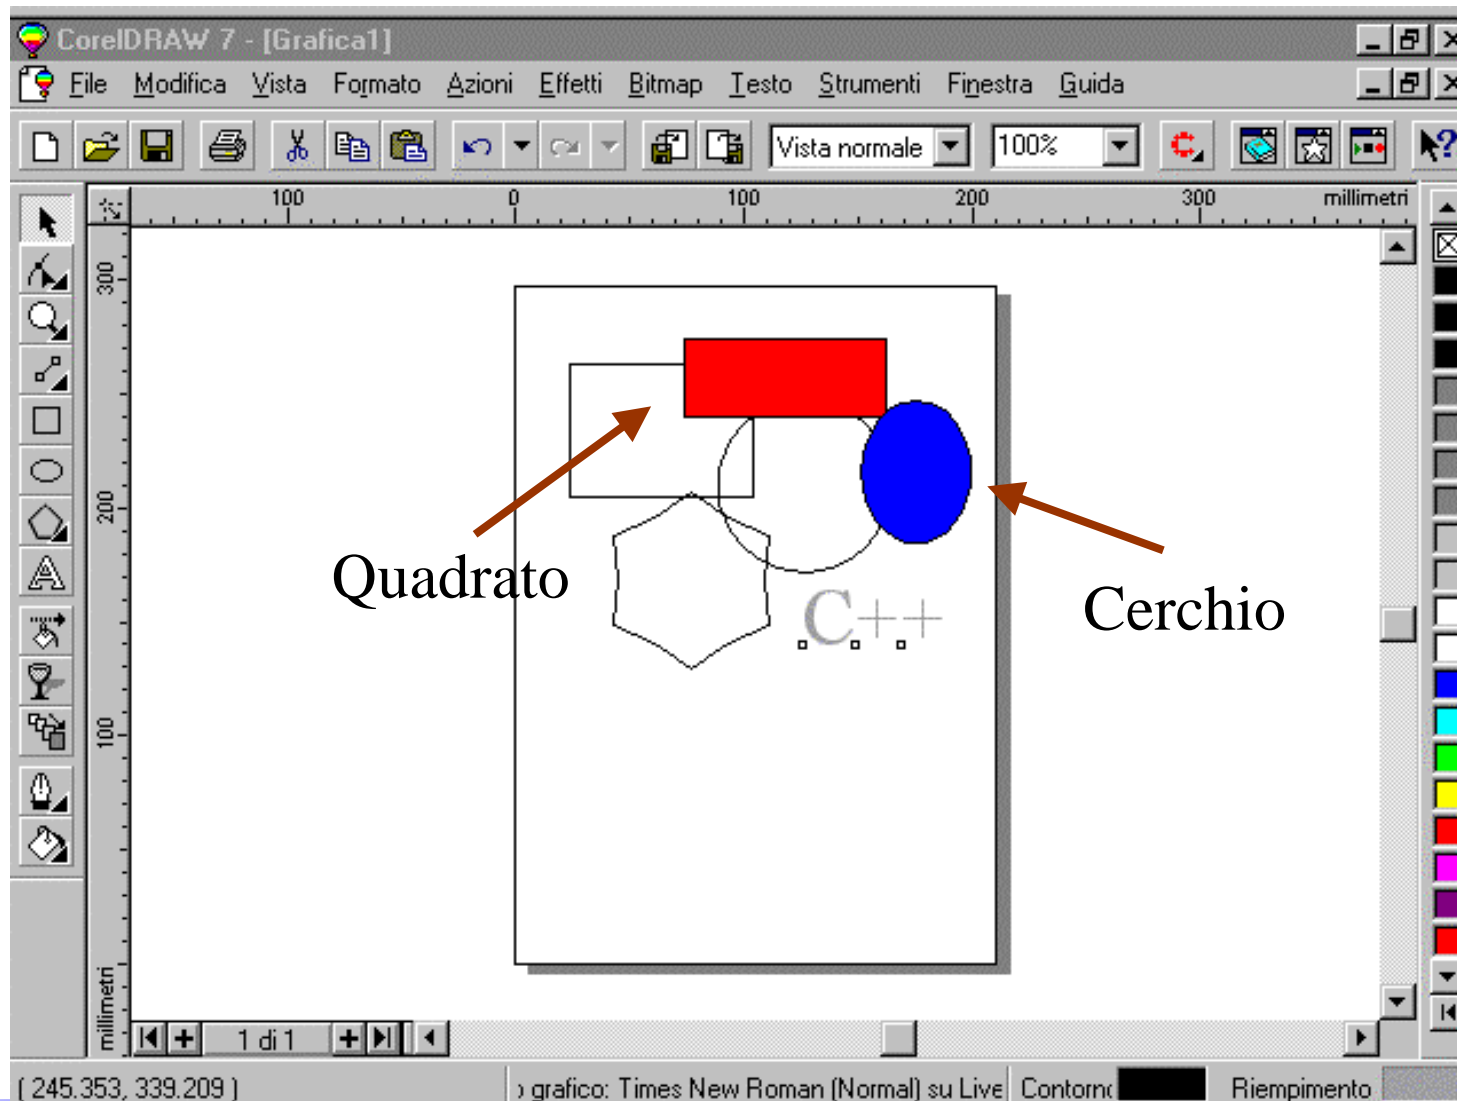 CorelDRAW 7 - [Grafica1]
File Modifica Vista Formato Azioni Effetti Bitmap Testo Strumenti Finestra Guida
Vista normale 100%
100 0 100 200 300 millimetri
300
200
100
millimetri
Quadrato
Cerchio
C++
1 di 1
( 245.353, 339.209 ) o grafico: Times New Roman (Normal) su Live Contorno Riempimento